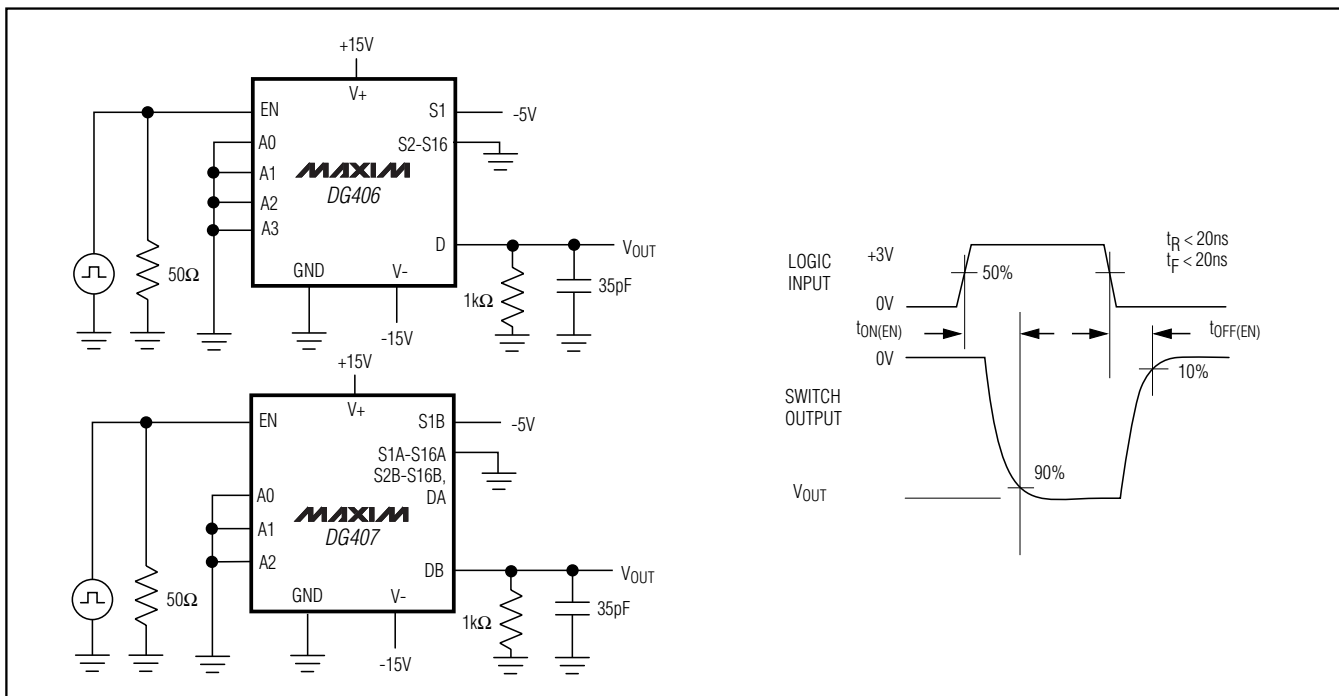 +15V
V+
EN
A0
A1
A2
A3
S1
-5V
S2-S16
MAXIM
DG406
D
VOUT
GND
V-
50Ω
1kΩ
35pF
-15V
+15V
V+
EN
A0
A1
A2
S1B
-5V
S1A-S16A
S2B-S16B,
DA
MAXIM
DG407
DB
VOUT
GND
V-
50Ω
1kΩ
35pF
-15V
LOGIC
INPUT
+3V
50%
0V
tR < 20ns
tF < 20ns
tON(EN)
tOFF(EN)
0V
10%
SWITCH
OUTPUT
90%
VOUT